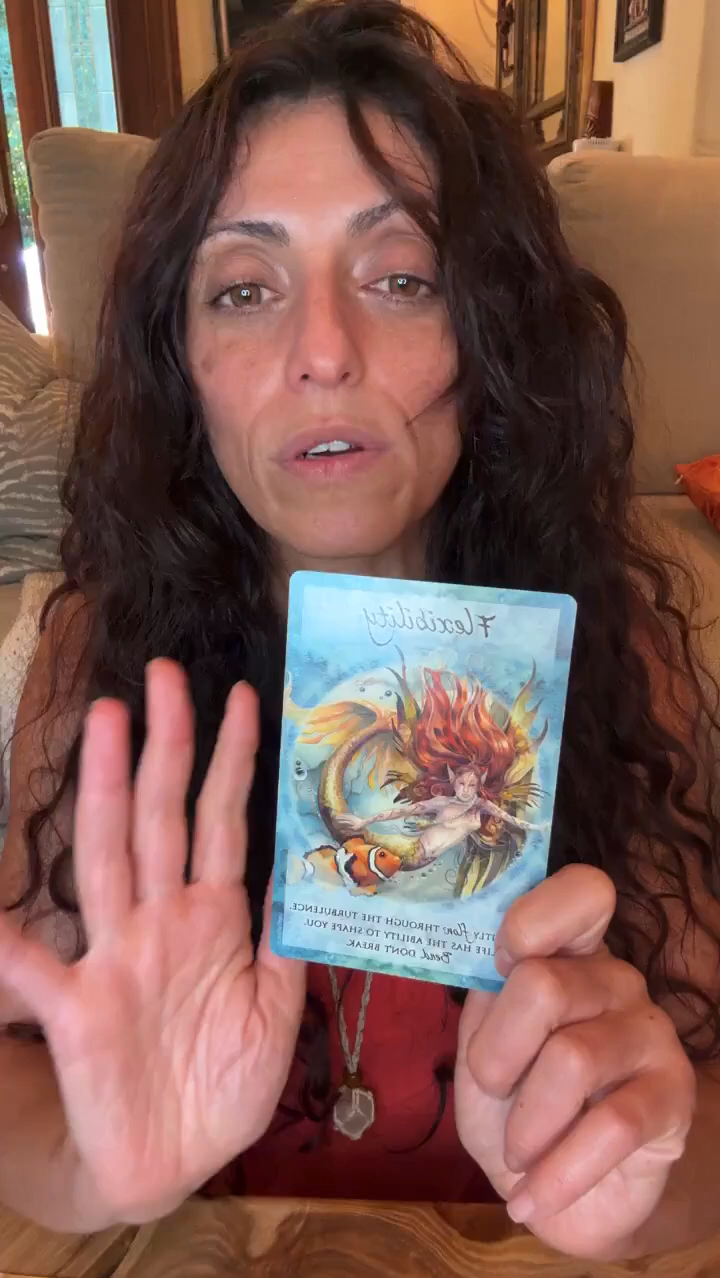 Flexibility
flow THROUGH THE TURBULENCE.
LIFE HAS THE ABILITY TO SHAPE YOU.
Bend, DON'T BREAK.